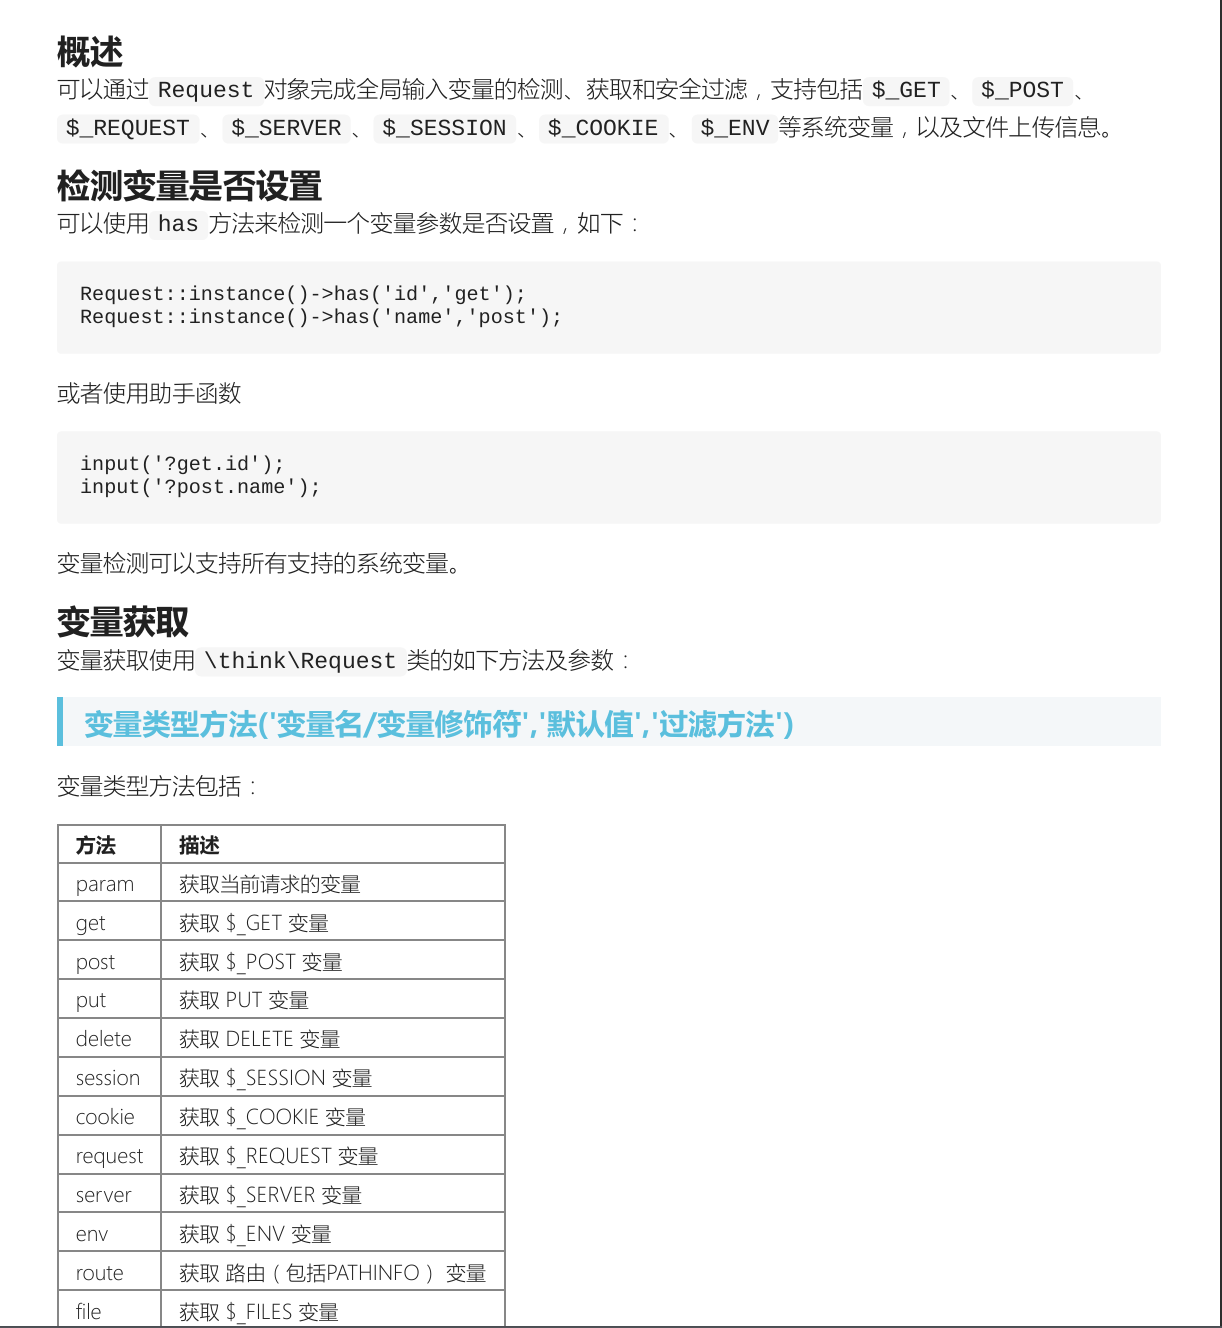 概述
可以通过 Request 对象完成全局输入变量的检测、获取和安全过滤，支持包括 $_GET 、 $_POST 、
$_REQUEST 、 $_SERVER 、 $_SESSION 、 $_COOKIE 、 $_ENV 等系统变量，以及文件上传信息。
检测变量是否设置
可以使用 has 方法来检测一个变量参数是否设置，如下：
Request::instance()->has('id','get');
Request::instance()->has('name','post');
或者使用助手函数
input('?get.id');
input('?post.name');
变量检测可以支持所有支持的系统变量。
变量获取
变量获取使用 \think\Request 类的如下方法及参数：
变量类型方法('变量名/变量修饰符','默认值','过滤方法')
变量类型方法包括：
方法 描述
param 获取当前请求的变量
get 获取 $_GET 变量
post 获取 $_POST 变量
put 获取 PUT 变量
delete 获取 DELETE 变量
session 获取 $_SESSION 变量
cookie 获取 $_COOKIE 变量
request 获取 $_REQUEST 变量
server 获取 $_SERVER 变量
env 获取 $_ENV 变量
route 获取 路由（包括PATHINFO） 变量
file 获取 $_FILES 变量